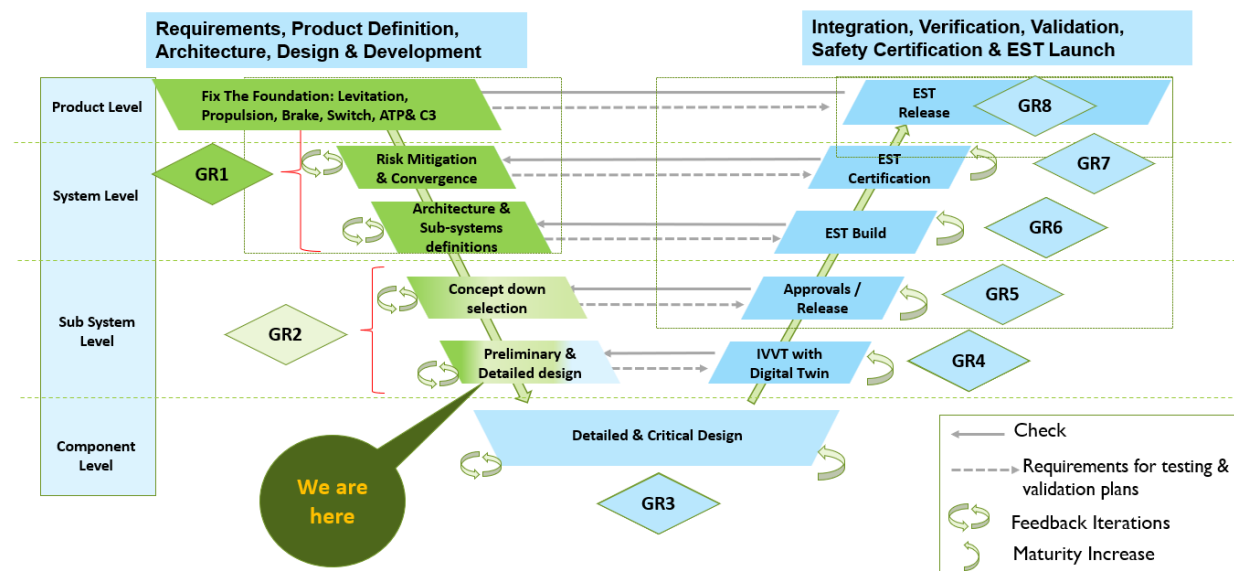 Requirements, Product Definition,
Architecture, Design & Development
Integration, Verification, Validation,
Safety Certification & EST Launch
Product Level
Fix The Foundation: Levitation,
Propulsion, Brake, Switch, ATP& C3
EST
Release
GR8
System Level
GR1
Risk Mitigation
& Convergence
EST
Certification
GR7
Architecture &
Sub-systems
definitions
EST Build
GR6
Sub System
Level
GR2
Concept down
selection
Approvals /
Release
GR5
Preliminary &
Detailed design
IVVT with
Digital Twin
GR4
Component
Level
Detailed & Critical Design
We are
here
GR3
Check
Requirements for testing &
validation plans
Feedback Iterations
Maturity Increase